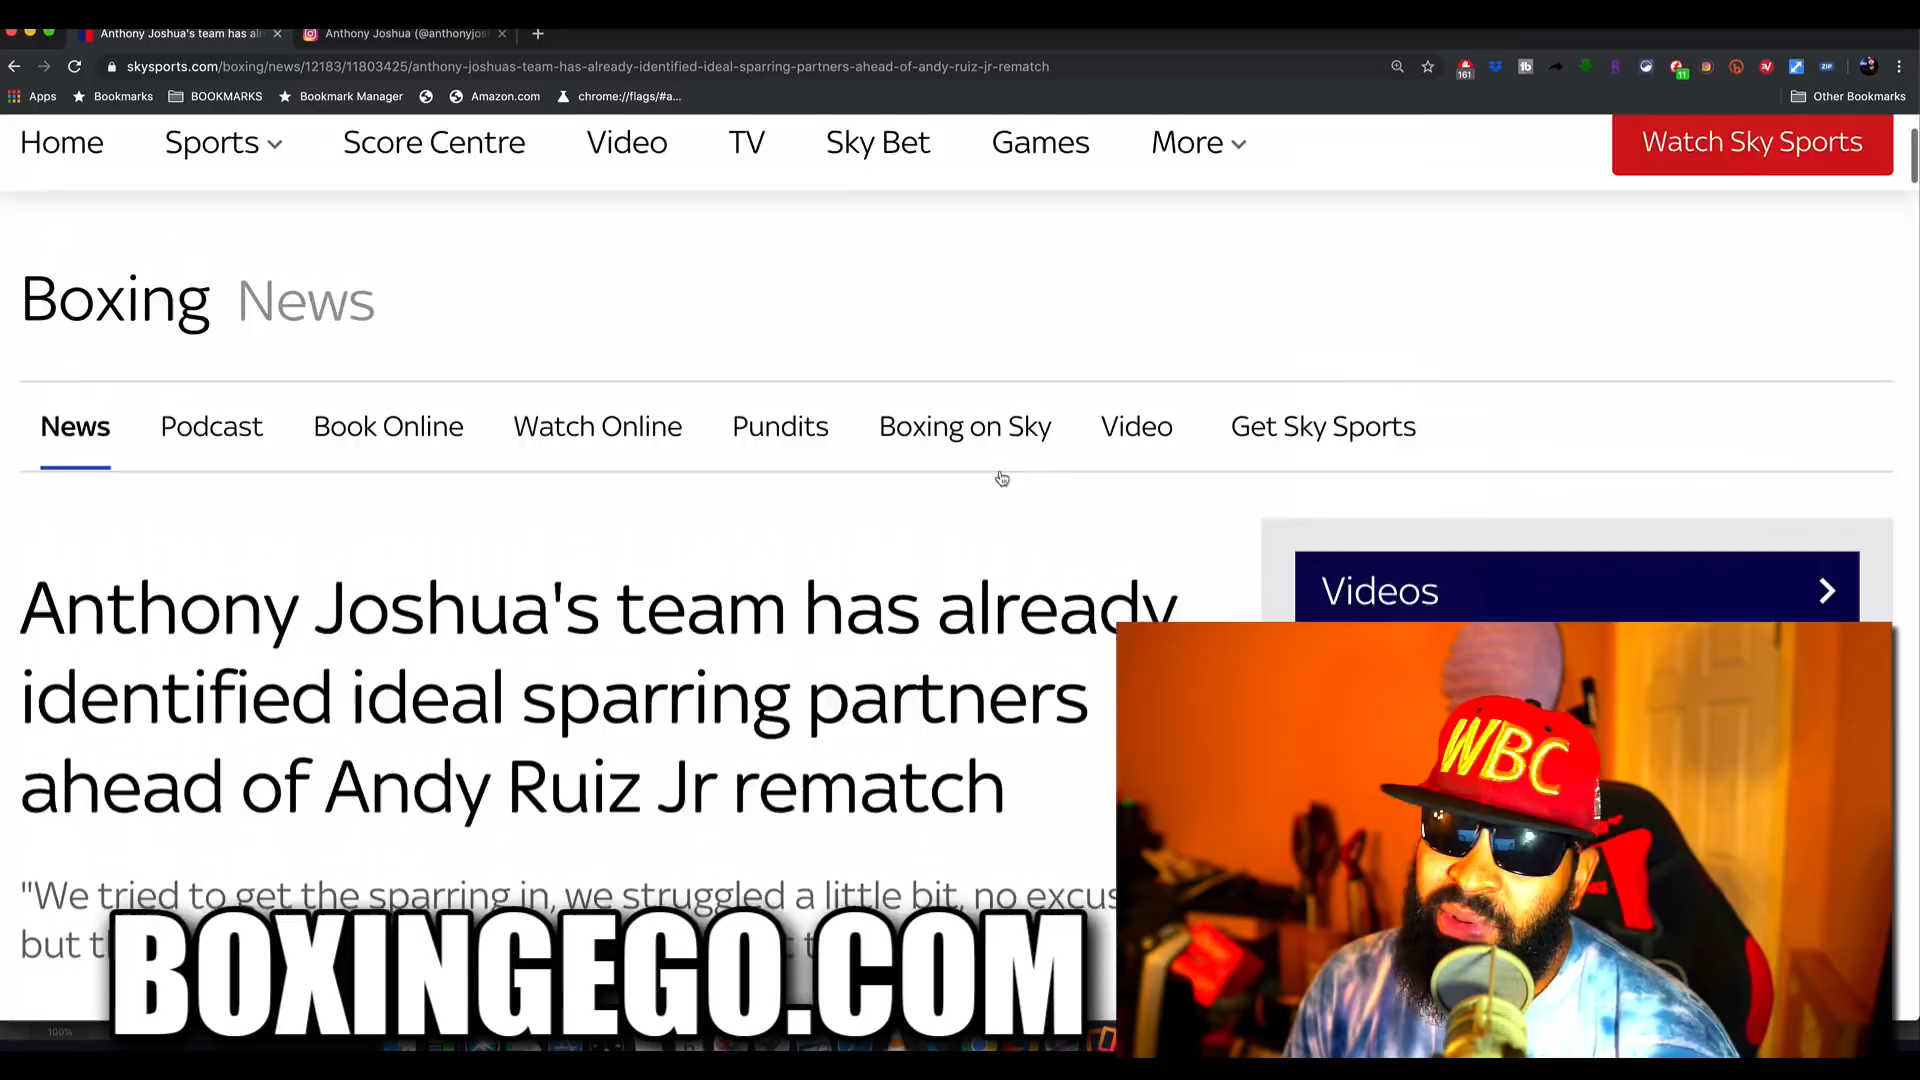 Anthony Joshua's team has al
Anthony Joshua (@anthonyjos
skysports.com/boxing/news/12183/11803425/anthony-joshuas-team-has-already-identified-ideal-sparring-partners-ahead-of-andy-ruiz-jr-rematch
161
11
ZIP
Apps
Bookmarks
BOOKMARKS
Bookmark Manager
Amazon.com
chrome://flags/#a...
Other Bookmarks
Home
Sports
Score Centre
Video
TV
Sky Bet
Games
More
Watch Sky Sports
Boxing News
News
Podcast
Book Online
Watch Online
Pundits
Boxing on Sky
Video
Get Sky Sports
Anthony Joshua's team has already
identified ideal sparring partners
ahead of Andy Ruiz Jr rematch
Videos
"We tried to get the sparring in, we struggled a little bit, no excus
but t
BOXINGEGO.COM
WBC
100%